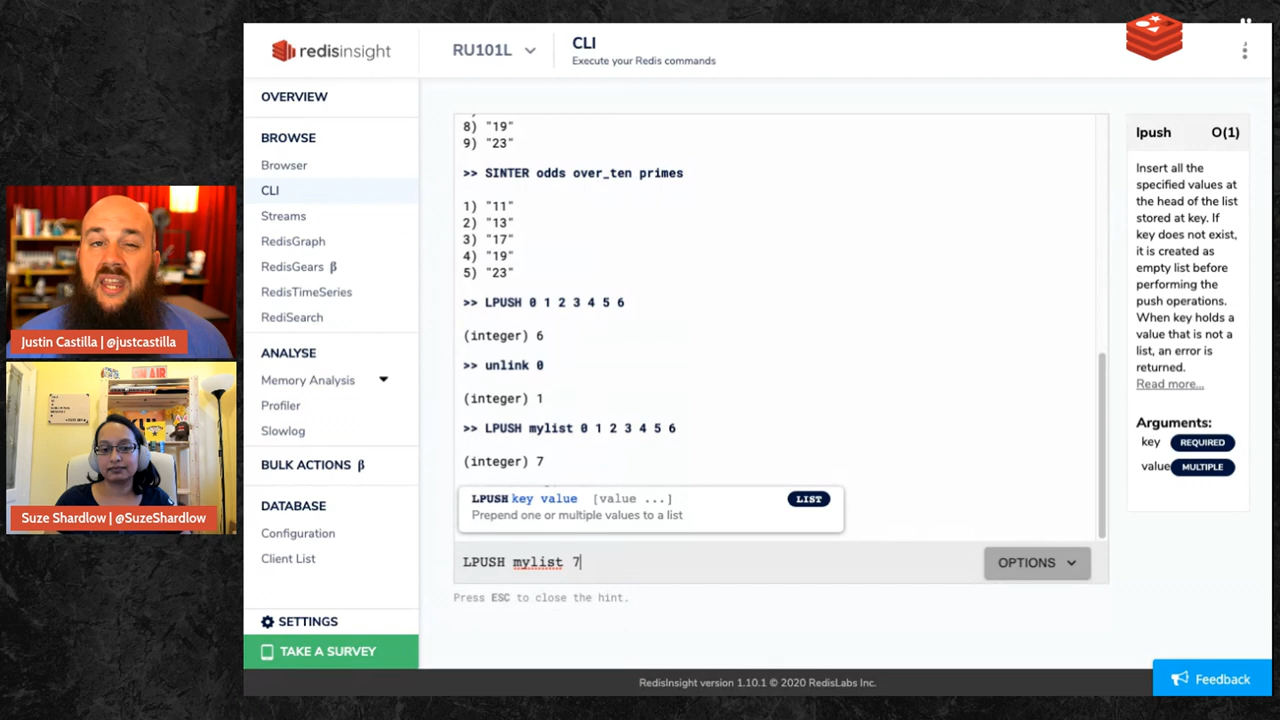 redisinsight
RU101L
CLI
Execute your Redis commands
OVERVIEW
BROWSE
Browser
CLI
Streams
RedisGraph
RedisGears β
RedisTimeSeries
RediSearch
ANALYSE
Memory Analysis
Profiler
Slowlog
BULK ACTIONS β
DATABASE
Configuration
Client List
SETTINGS
TAKE A SURVEY
8) "19"
9) "23"
>> SINTER odds over_ten primes
1) "11"
2) "13"
3) "17"
4) "19"
5) "23"
>> LPUSH 0 1 2 3 4 5 6
(integer) 6
>> unlink 0
(integer) 1
>> LPUSH mylist 0 1 2 3 4 5 6
(integer) 7
LPUSH key value [value ...] LIST
Prepend one or multiple values to a list
LPUSH mylist 7
OPTIONS
Press ESC to close the hint.
lpush O(1)
Insert all the
specified values at
the head of the list
stored at key. If
key does not exist,
it is created as
empty list before
performing the
push operations.
When key holds a
value that is not a
list, an error is
returned.
Read more...
Arguments:
key REQUIRED
value MULTIPLE
RedisInsight version 1.10.1 © 2020 RedisLabs Inc.
Feedback
Justin Castilla | @justcastilla
ON AIR
Suze Shardlow | @SuzeShardlow